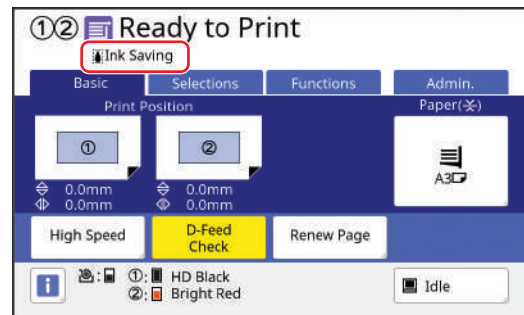 ①② Ready to Print
Ink Saving
Basic Selections Functions Admin.
Print Position Paper(⚹)
① ②
0.0mm 0.0mm
0.0mm 0.0mm
A3
High Speed D-Feed Check Renew Page
①: HD Black
②: Bright Red
Idle